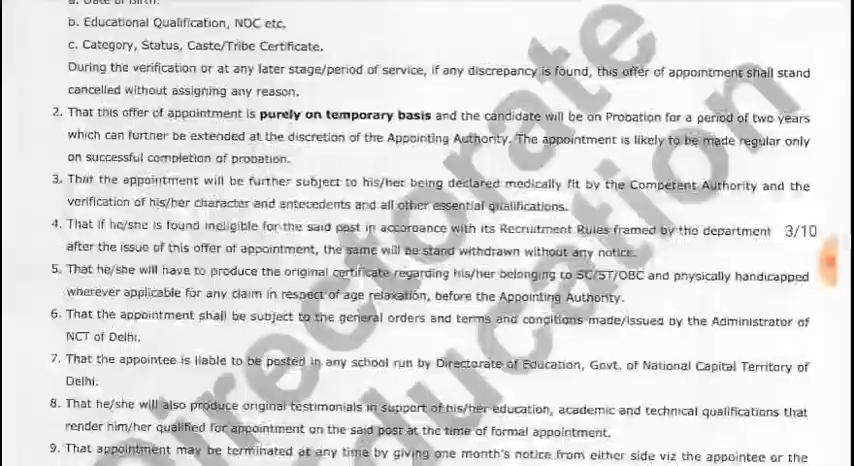 a. Date of Birth.
b. Educational Qualification, NOC etc.
c. Category, Status, Caste/Tribe Certificate.
During the verification or at any later stage/period of service, if any discrepancy is found, this offer of appointment shall stand
cancelled without assigning any reason.
2. That this offer of appointment is purely on temporary basis and the candidate will be on Probation for a period of two years
which can further be extended at the discretion of the Appointing Authority. The appointment is likely to be made regular only
on successful completion of probation.
3. That the appointment will be further subject to his/her being declared medically fit by the Competent Authority and the
verification of his/her character and antecedents and all other essential qualifications.
4. That if he/she is found ineligible for the said post in accordance with its Recruitment Rules framed by the department 3/10
after the issue of this offer of appointment, the same will be stand withdrawn without any notice.
5. That he/she will have to produce the original certificate regarding his/her belonging to SC/ST/OBC and physically handicapped
wherever applicable for any claim in respect of age relaxation, before the Appointing Authority.
6. That the appointment shall be subject to the general orders and terms and conditions made/issued by the Administrator of
NCT of Delhi.
7. That the appointee is liable to be posted in any school run by Directorate of Education, Govt. of National Capital Territory of
Delhi.
8. That he/she will also produce original testimonials in support of his/her education, academic and technical qualifications that
render him/her qualified for appointment on the said post at the time of formal appointment.
9. That appointment may be terminated at any time by giving one month's notice from either side viz the appointee or the
Directorate
Education